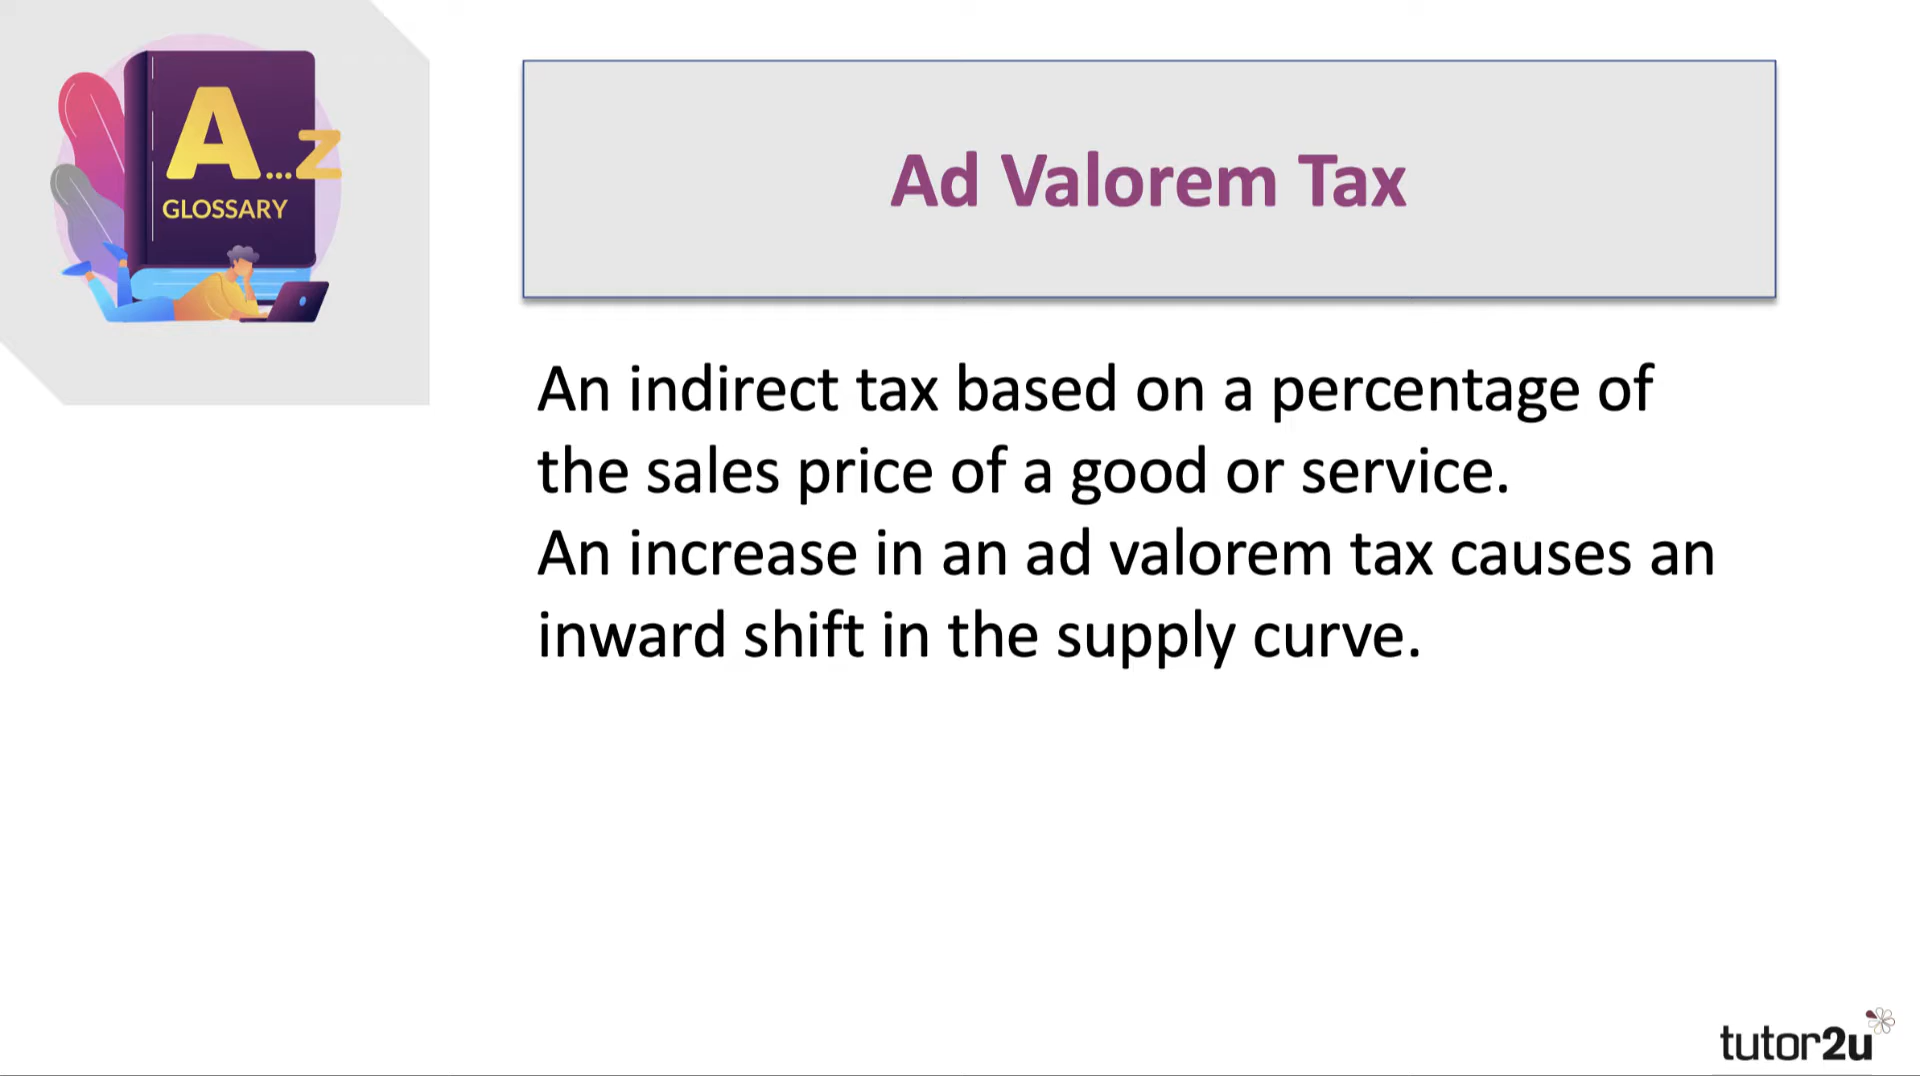 A...Z
GLOSSARY
Ad Valorem Tax
An indirect tax based on a percentage of
the sales price of a good or service.
An increase in an ad valorem tax causes an
inward shift in the supply curve.
tutor2u